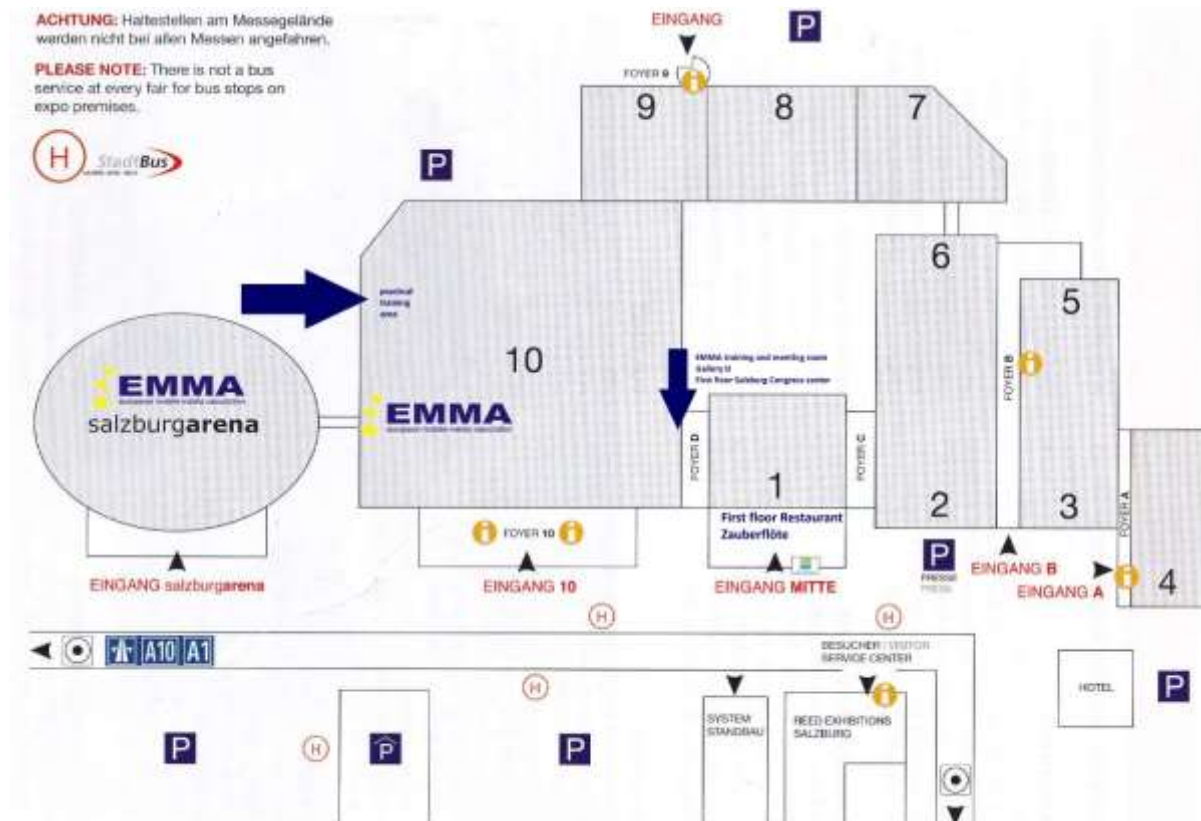 ACHTUNG: Haltestellen am Messegelände
werden nicht bei allen Messen angefahren.
PLEASE NOTE: There is not a bus
service at every fair for bus stops on
expo premises.
H StadtBus
EINGANG
P
FOYER 9
9
8
7
P
6
5
practical
training
area
10
EMMA training and meeting room
Gallery D
First floor Salzburg Congress center
EMMA
salzburgarena
EMMA
FOYER D
FOYER C
FOYER B
FOYER A
1
First floor Restaurant
Zauberflöte
2
3
4
FOYER 10
P
PRESSE
EINGANG salzburgarena
EINGANG 10
EINGANG MITTE
EINGANG B
EINGANG A
H
H
A10 A1
BESUCHER / VISITOR
SERVICE CENTER
H
HOTEL
P
SYSTEM
STANDBAU
REED EXHIBITIONS
SALZBURG
P
H
P
P